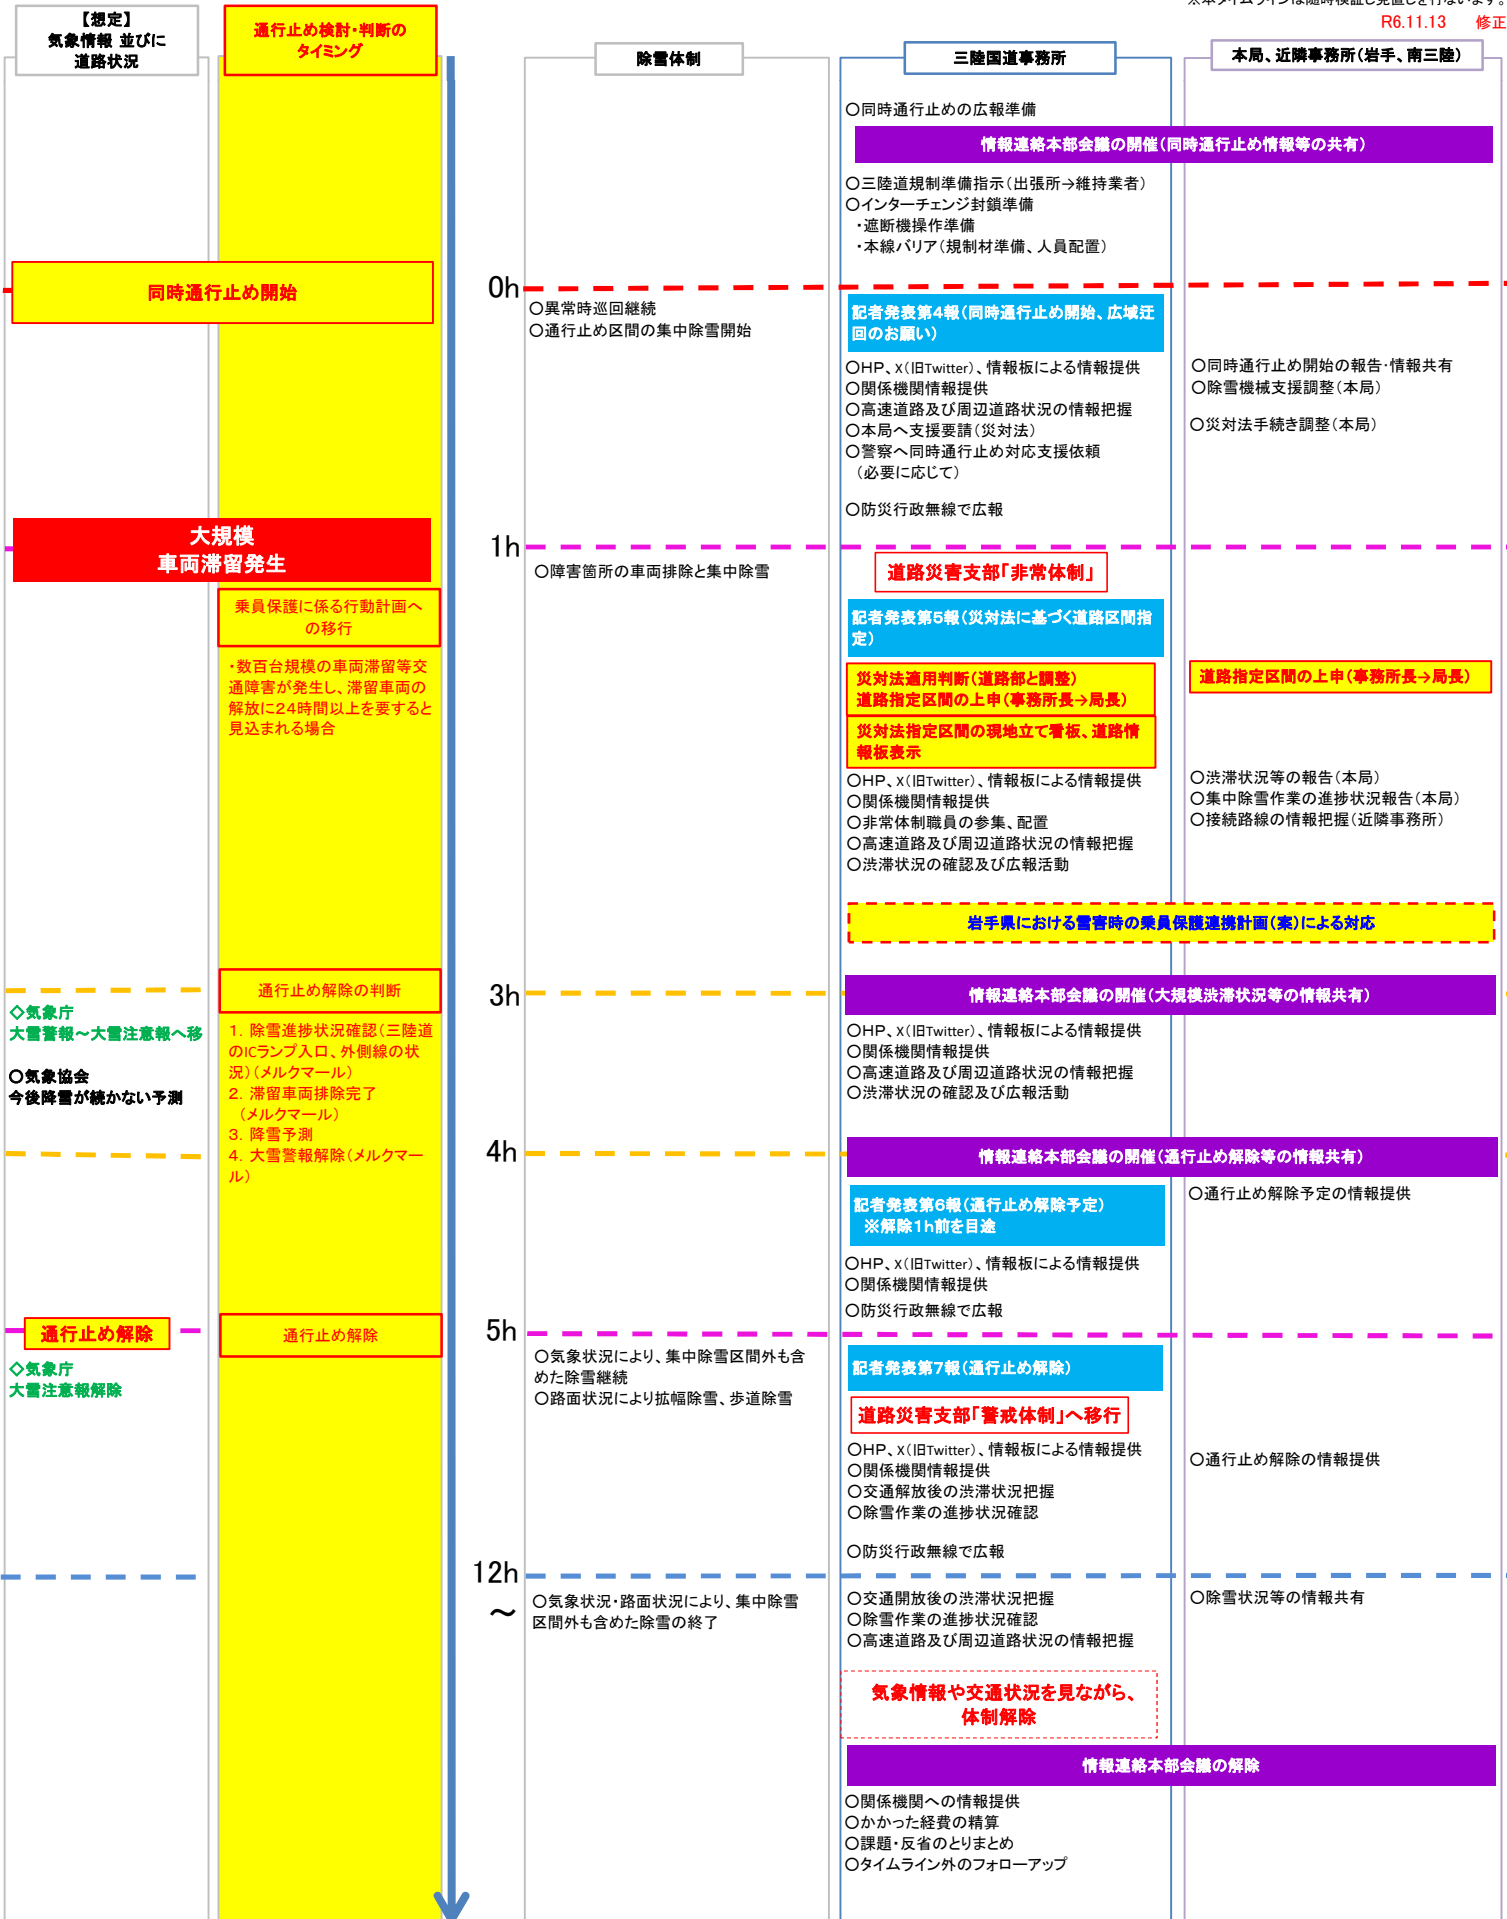 ※本タイムラインは随時検証し見直しを行ないます。
R6.11.13 修正
【想定】
気象情報 並びに
道路状況
通行止め検討・判断の
タイミング
除雪体制
三陸国道事務所
本局、近隣事務所(岩手、南三陸)
〇同時通行止めの広報準備
情報連絡本部会議の開催(同時通行止め情報等の共有)
〇三陸道規制準備指示(出張所→維持業者)
〇インターチェンジ封鎖準備
・遮断機操作準備
・本線バリア(規制材準備、人員配置)
同時通行止め開始
0h
〇異常時巡回継続
〇通行止め区間の集中除雪開始
記者発表第4報(同時通行止め開始、広域迂
回のお願い)
〇HP、X(旧Twitter)、情報板による情報提供
〇関係機関情報提供
〇高速道路及び周辺道路状況の情報把握
〇本局へ支援要請(災対法)
〇警察へ同時通行止め対応支援依頼
(必要に応じて)
〇防災行政無線で広報
〇同時通行止め開始の報告・情報共有
〇除雪機械支援調整(本局)
〇災対法手続き調整(本局)
大規模
車両滞留発生
1h
〇障害箇所の車両排除と集中除雪
道路災害支部「非常体制」
乗員保護に係る行動計画へ
の移行
・数百台規模の車両滞留等交
通障害が発生し、滞留車両の
解放に24時間以上を要すると
見込まれる場合
記者発表第5報(災対法に基づく道路区間指
定)
災対法適用判断(道路部と調整)
道路指定区間の上申(事務所長→局長)
災対法指定区間の現地立て看板、道路情
報板表示
道路指定区間の上申(事務所長→局長)
〇HP、X(旧Twitter)、情報板による情報提供
〇関係機関情報提供
〇非常体制職員の参集、配置
〇高速道路及び周辺道路状況の情報把握
〇渋滞状況の確認及び広報活動
〇渋滞状況等の報告(本局)
〇集中除雪作業の進捗状況報告(本局)
〇接続路線の情報把握(近隣事務所)
岩手県における雪害時の乗員保護連携計画(案)による対応
通行止め解除の判断
3h
情報連絡本部会議の開催(大規模渋滞状況等の情報共有)
◇気象庁
大雪警報～大雪注意報へ移
〇気象協会
今後降雪が続かない予測
1. 除雪進捗状況確認(三陸道
のICランプ入口、外側線の状
況)(メルクマール)
2. 滞留車両排除完了
(メルクマール)
3. 降雪予測
4. 大雪警報解除(メルクマー
ル)
〇HP、X(旧Twitter)、情報板による情報提供
〇関係機関情報提供
〇高速道路及び周辺道路状況の情報把握
〇渋滞状況の確認及び広報活動
4h
情報連絡本部会議の開催(通行止め解除等の情報共有)
記者発表第6報(通行止め解除予定)
※解除1h前を目途
〇通行止め解除予定の情報提供
〇HP、X(旧Twitter)、情報板による情報提供
〇関係機関情報提供
〇防災行政無線で広報
通行止め解除
通行止め解除
5h
◇気象庁
大雪注意報解除
〇気象状況により、集中除雪区間外も含
めた除雪継続
〇路面状況により拡幅除雪、歩道除雪
記者発表第7報(通行止め解除)
道路災害支部「警戒体制」へ移行
〇HP、X(旧Twitter)、情報板による情報提供
〇関係機関情報提供
〇交通解放後の渋滞状況把握
〇除雪作業の進捗状況確認
〇防災行政無線で広報
〇通行止め解除の情報提供
12h
～
〇気象状況・路面状況により、集中除雪
区間外も含めた除雪の終了
〇交通開放後の渋滞状況把握
〇除雪作業の進捗状況確認
〇高速道路及び周辺道路状況の情報把握
〇除雪状況等の情報共有
気象情報や交通状況を見ながら、
体制解除
情報連絡本部会議の解除
〇関係機関への情報提供
〇かかった経費の精算
〇課題・反省のとりまとめ
〇タイムライン外のフォローアップ